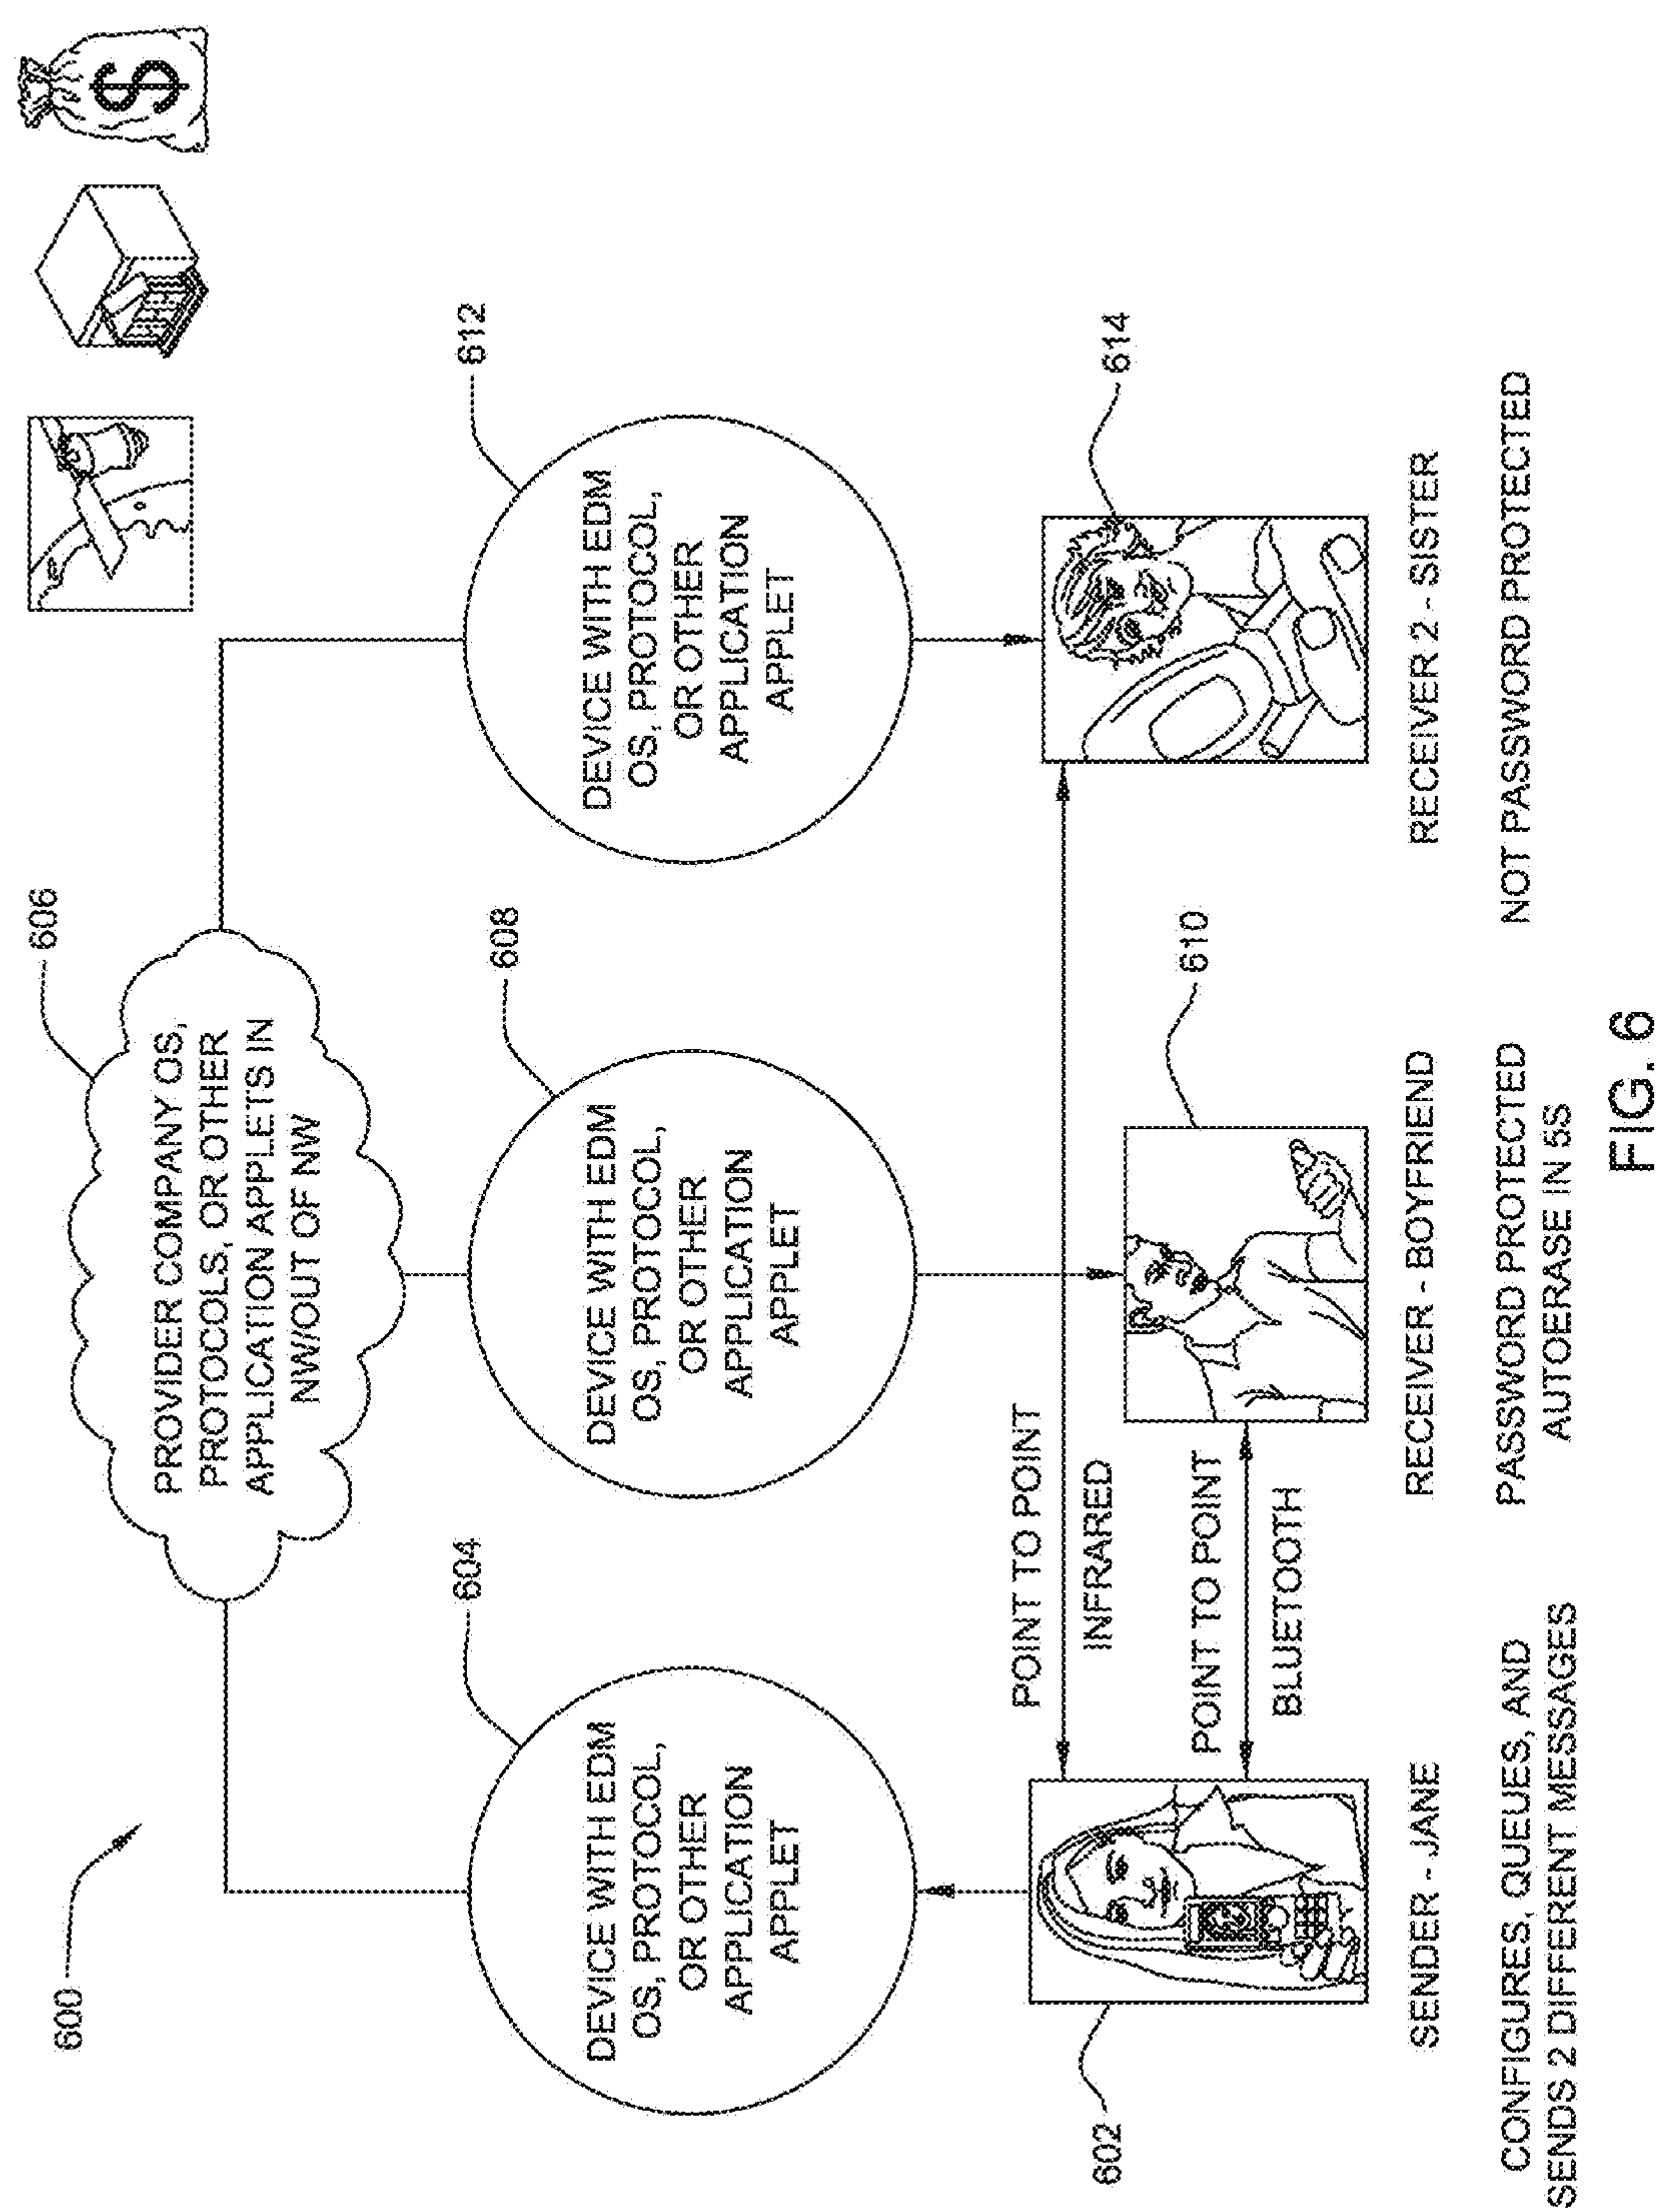 600
606
PROVIDER COMPANY OS,
PROTOCOLS, OR OTHER
APPLICATION APPLETS IN
NW/OUT OF NW
$
604
DEVICE WITH EDM
OS, PROTOCOL,
OR OTHER
APPLICATION
APPLET
608
DEVICE WITH EDM
OS, PROTOCOL,
OR OTHER
APPLICATION
APPLET
612
DEVICE WITH EDM
OS, PROTOCOL,
OR OTHER
APPLICATION
APPLET
POINT TO POINT
INFRARED
POINT TO POINT
BLUETOOTH
602
610
614
SENDER - JANE
CONFIGURES, QUEUES, AND
SENDS 2 DIFFERENT MESSAGES
RECEIVER - BOYFRIEND
PASSWORD PROTECTED
AUTOERASE IN 5S
RECEIVER 2 - SISTER
NOT PASSWORD PROTECTED
FIG. 6